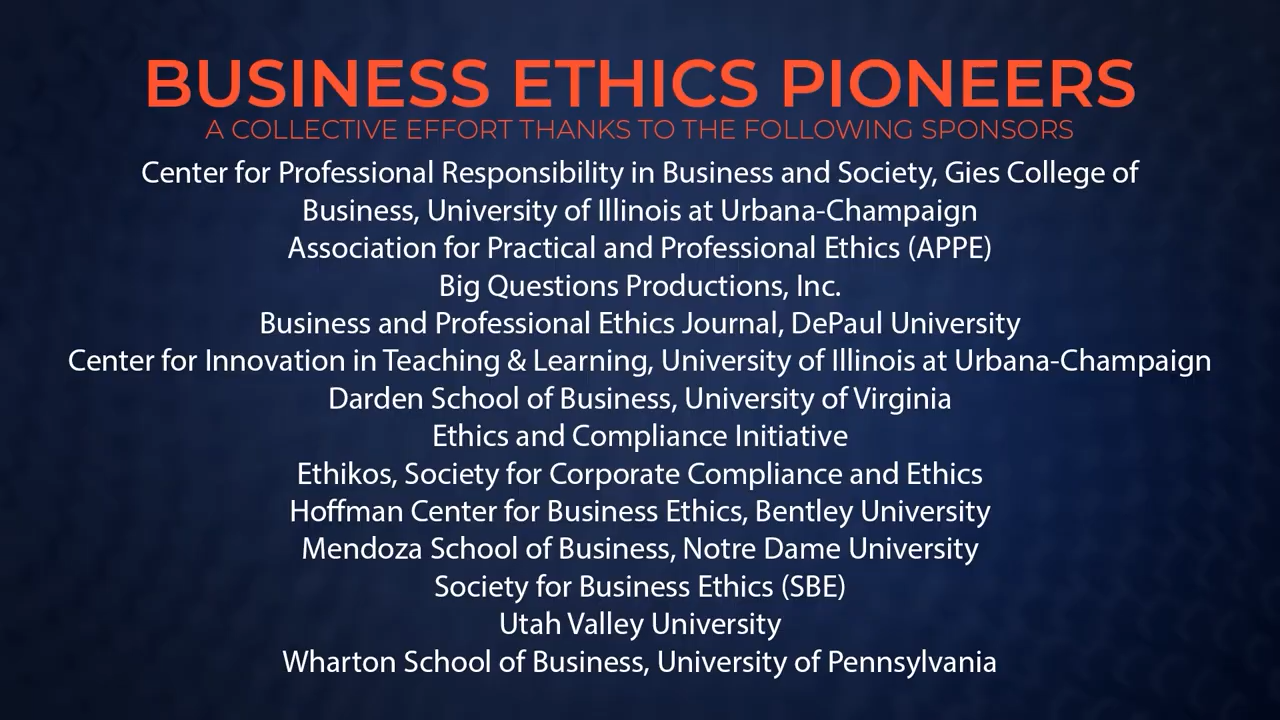 BUSINESS ETHICS PIONEERS
A COLLECTIVE EFFORT THANKS TO THE FOLLOWING SPONSORS
Center for Professional Responsibility in Business and Society, Gies College of
Business, University of Illinois at Urbana-Champaign
Association for Practical and Professional Ethics (APPE)
Big Questions Productions, Inc.
Business and Professional Ethics Journal, DePaul University
Center for Innovation in Teaching & Learning, University of Illinois at Urbana-Champaign
Darden School of Business, University of Virginia
Ethics and Compliance Initiative
Ethikos, Society for Corporate Compliance and Ethics
Hoffman Center for Business Ethics, Bentley University
Mendoza School of Business, Notre Dame University
Society for Business Ethics (SBE)
Utah Valley University
Wharton School of Business, University of Pennsylvania